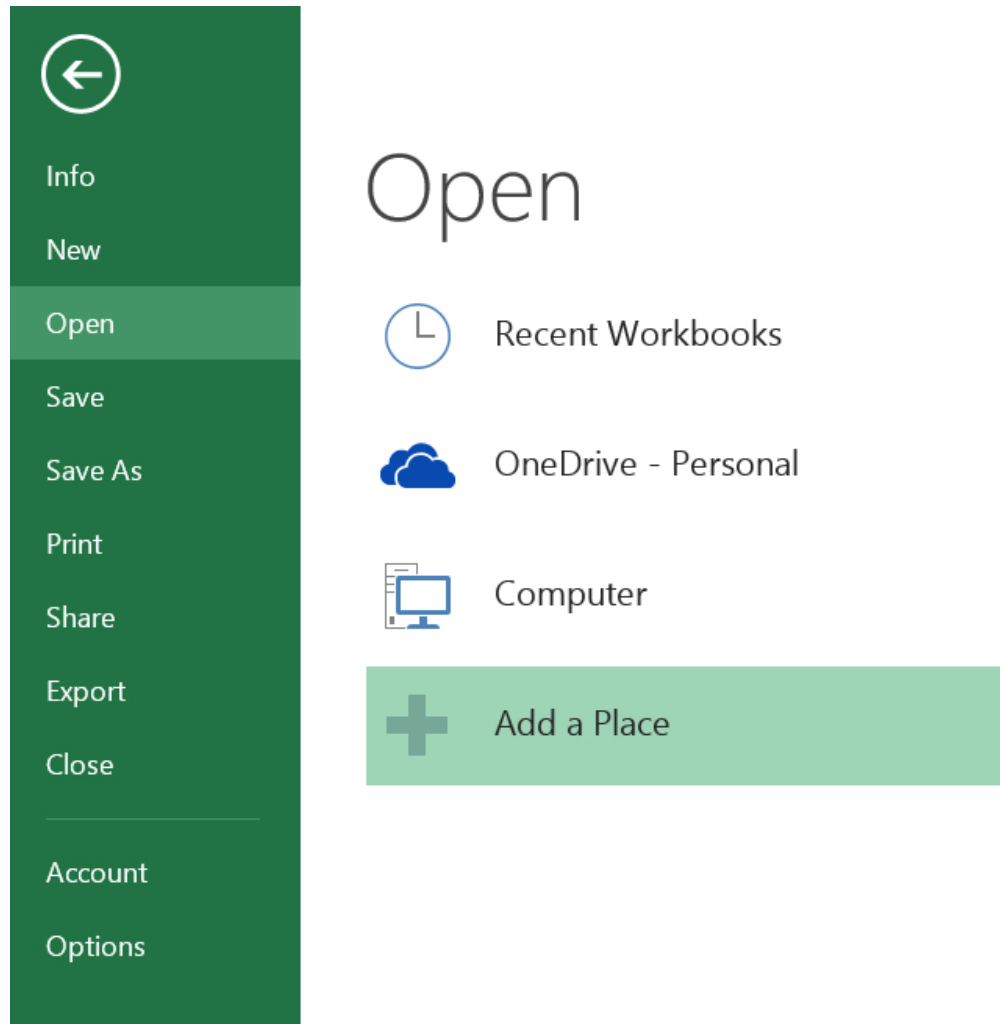 Info
New
Open
Save
Save As
Print
Share
Export
Close
Account
Options
Open
Recent Workbooks
OneDrive - Personal
Computer
Add a Place